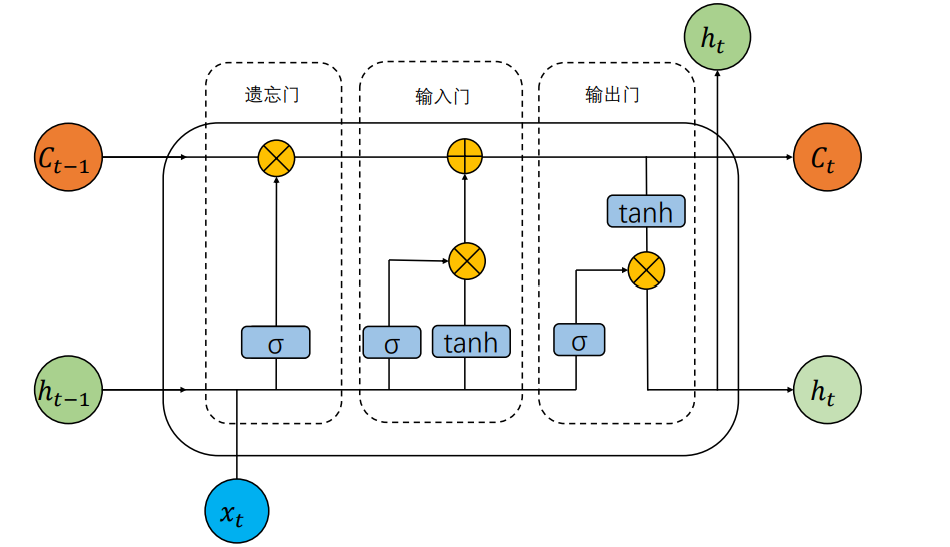 h_t
遗忘门
输入门
输出门
C_{t-1}
C_t
tanh
σ
σ
tanh
σ
h_{t-1}
h_t
x_t